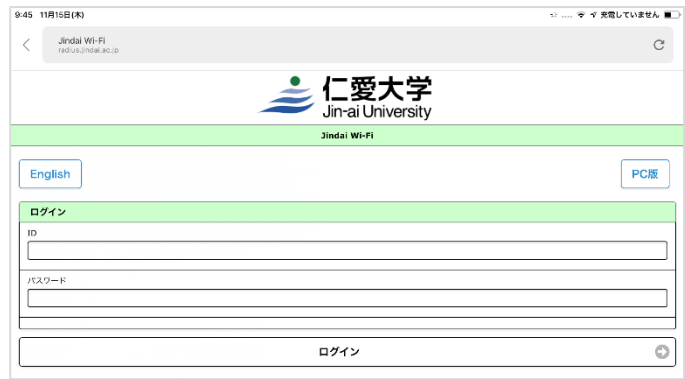 9:45 11月15日(木) 充電していません
Jindai Wi-Fi
radius.jindai.ac.jp
仁愛大学
Jin-ai University
Jindai Wi-Fi
English PC版
ログイン
ID
パスワード
ログイン